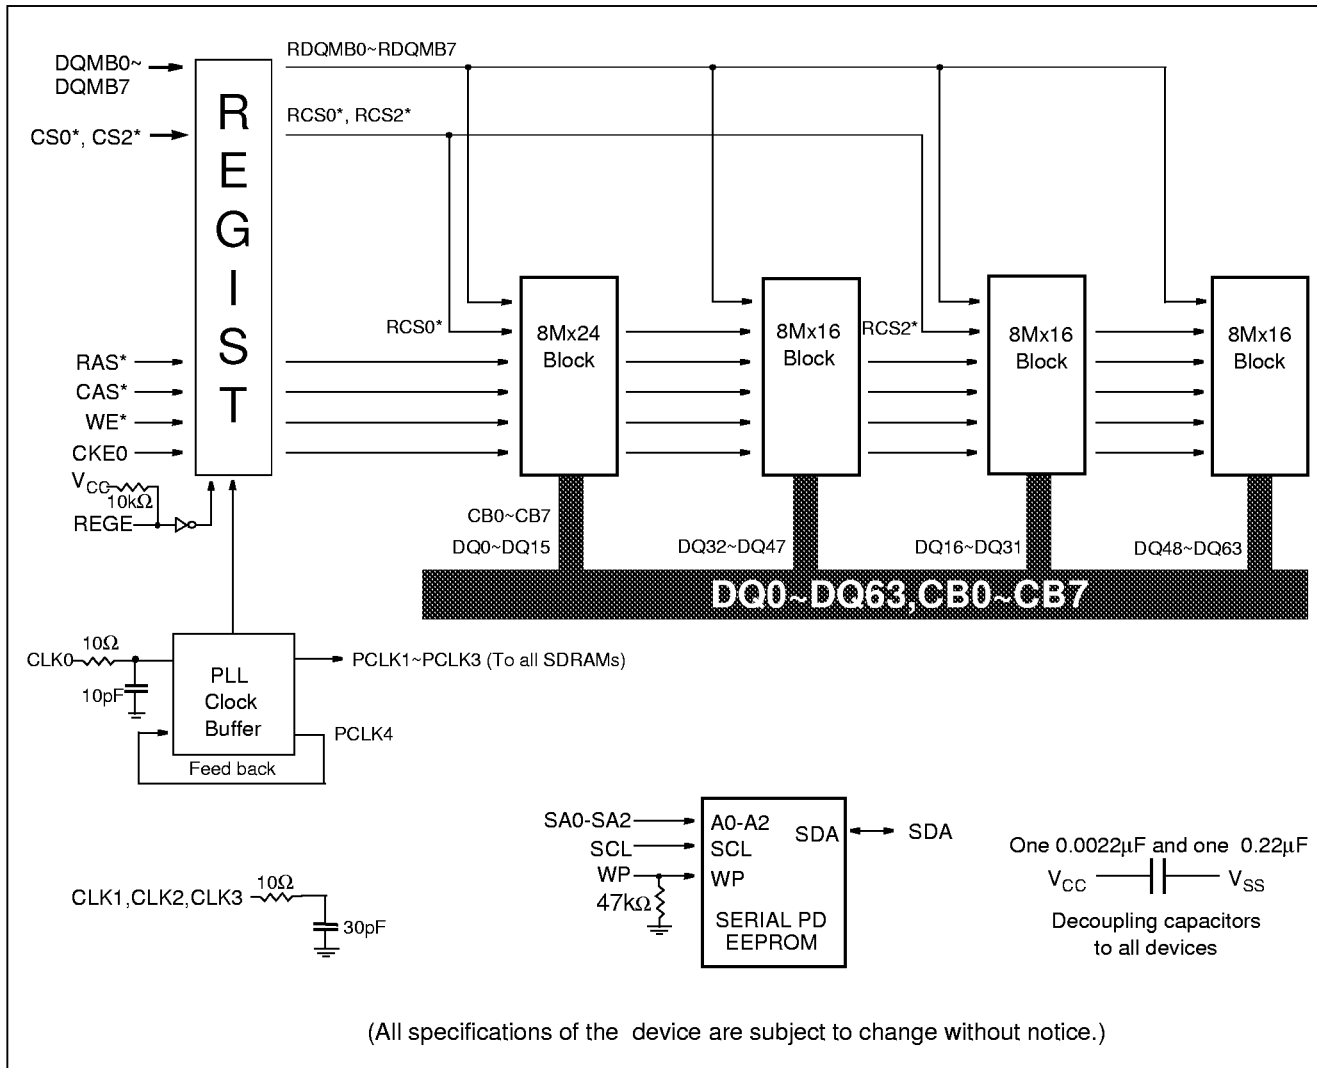 DQMB0~
DQMB7
CS0*, CS2*
REGIST
RDQMB0~RDQMB7
RCS0*, RCS2*
RCS0*
RCS2*
8Mx24
Block
8Mx16
Block
8Mx16
Block
8Mx16
Block
RAS*
CAS*
WE*
CKE0
VCC
10kΩ
REGE
CB0~CB7
DQ0~DQ15
DQ32~DQ47
DQ16~DQ31
DQ48~DQ63
DQ0~DQ63,CB0~CB7
CLK0
10Ω
10pF
PLL
Clock
Buffer
PCLK1~PCLK3 (To all SDRAMs)
PCLK4
Feed back
SA0-SA2
SCL
WP
47kΩ
A0-A2
SCL
WP
SDA
SERIAL PD
EEPROM
SDA
One 0.0022µF and one 0.22µF
VCC
VSS
Decoupling capacitors
to all devices
CLK1,CLK2,CLK3
10Ω
30pF
(All specifications of the device are subject to change without notice.)